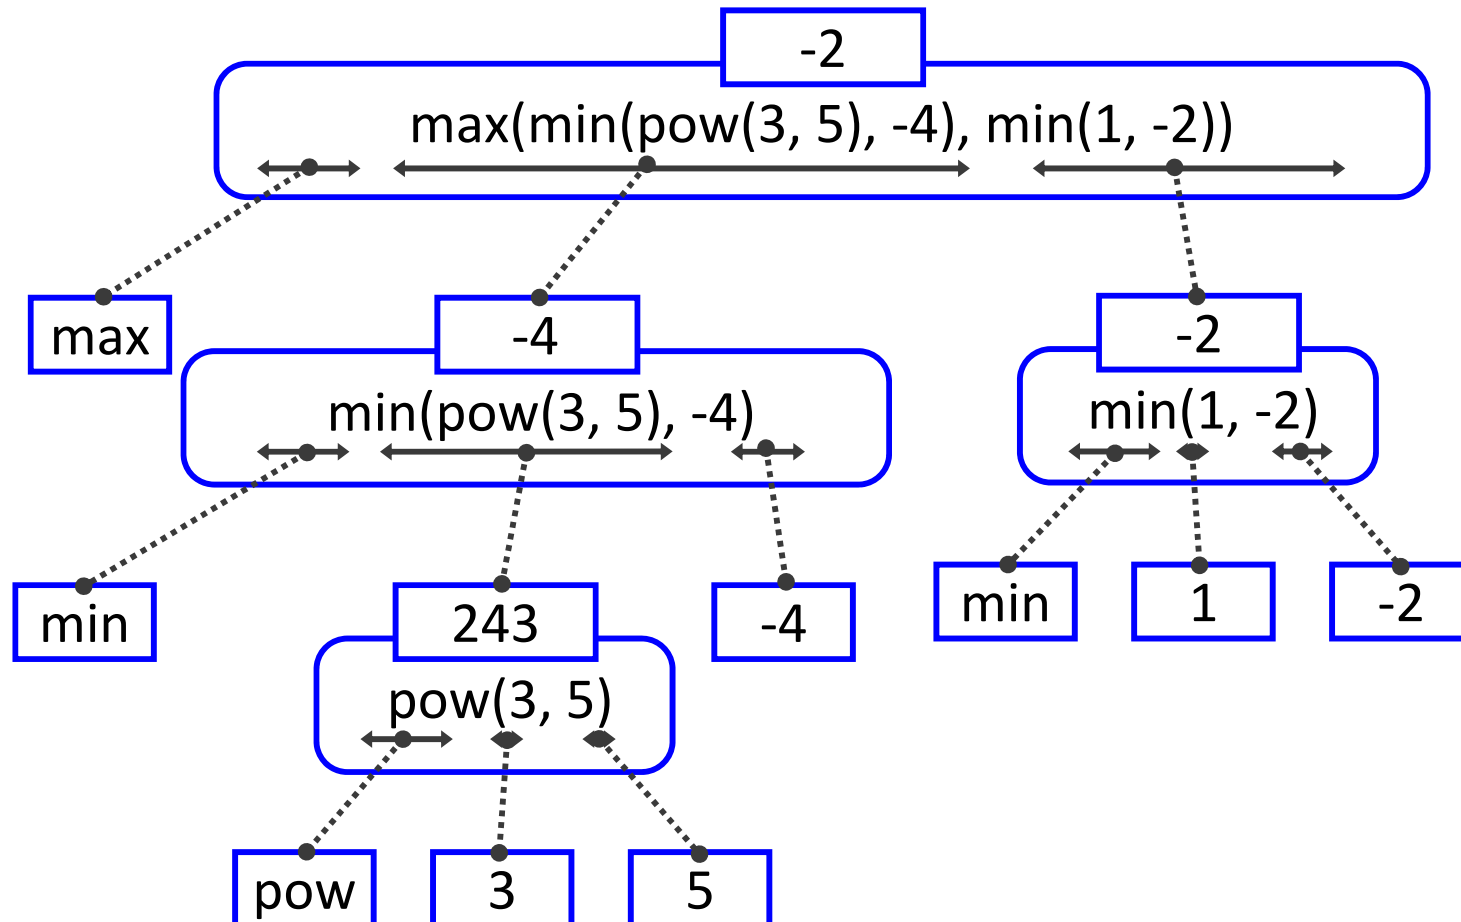 -2
max(min(pow(3, 5), -4), min(1, -2))
max
-4
-2
min(pow(3, 5), -4)
min(1, -2)
min
243
-4
min
1
-2
pow(3, 5)
pow
3
5